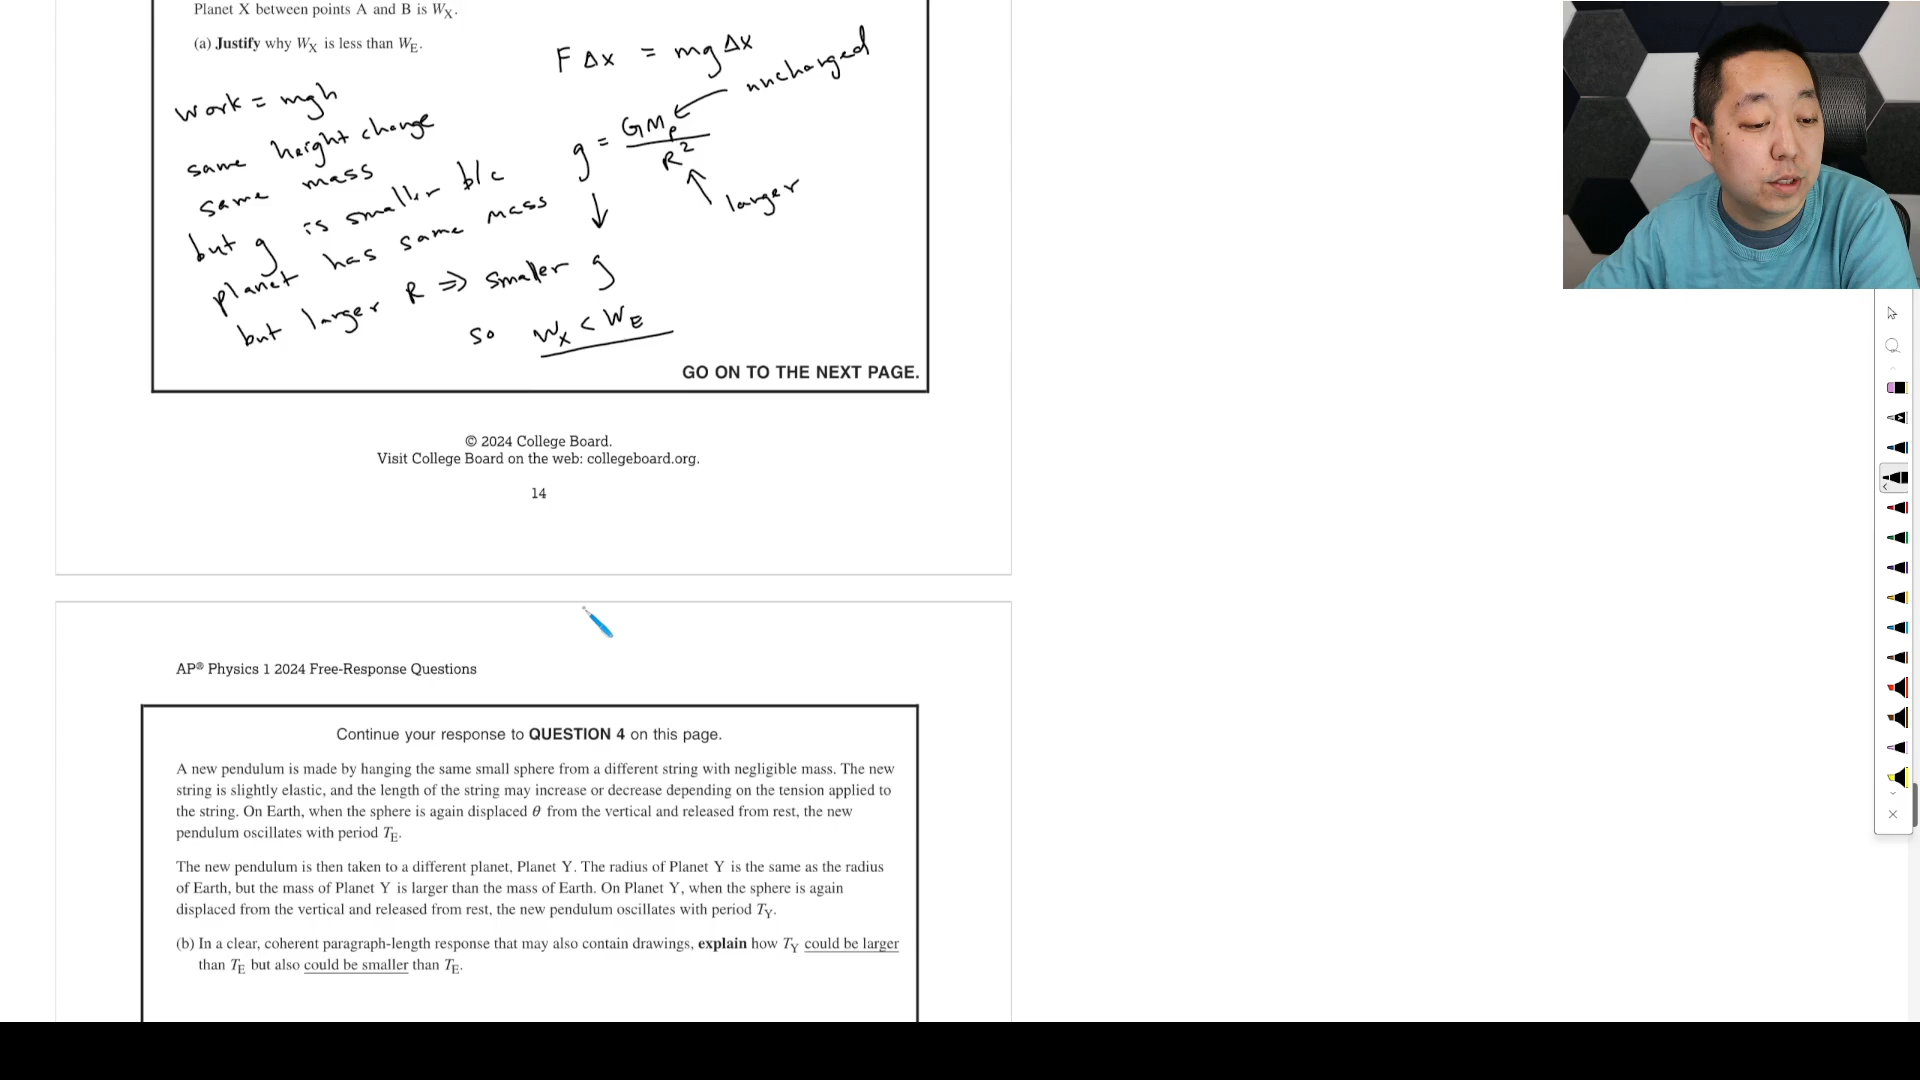 Planet X between points A and B is W_X.
(a) Justify why W_X is less than W_E.
F Δx = mg Δx
uncharged
work = mgh
same height change
same mass
but g is smaller b/c
planet has same mass
but larger R ⇒ smaller g
so W_X < W_E
g = GM_p / R²
↓
larger
GO ON TO THE NEXT PAGE.
© 2024 College Board.
Visit College Board on the web: collegeboard.org.
14
AP® Physics 1 2024 Free-Response Questions
Continue your response to QUESTION 4 on this page.
A new pendulum is made by hanging the same small sphere from a different string with negligible mass. The new
string is slightly elastic, and the length of the string may increase or decrease depending on the tension applied to
the string. On Earth, when the sphere is again displaced θ from the vertical and released from rest, the new
pendulum oscillates with period T_E.
The new pendulum is then taken to a different planet, Planet Y. The radius of Planet Y is the same as the radius
of Earth, but the mass of Planet Y is larger than the mass of Earth. On Planet Y, when the sphere is again
displaced from the vertical and released from rest, the new pendulum oscillates with period T_Y.
(b) In a clear, coherent paragraph-length response that may also contain drawings, explain how T_Y could be larger
than T_E but also could be smaller than T_E.